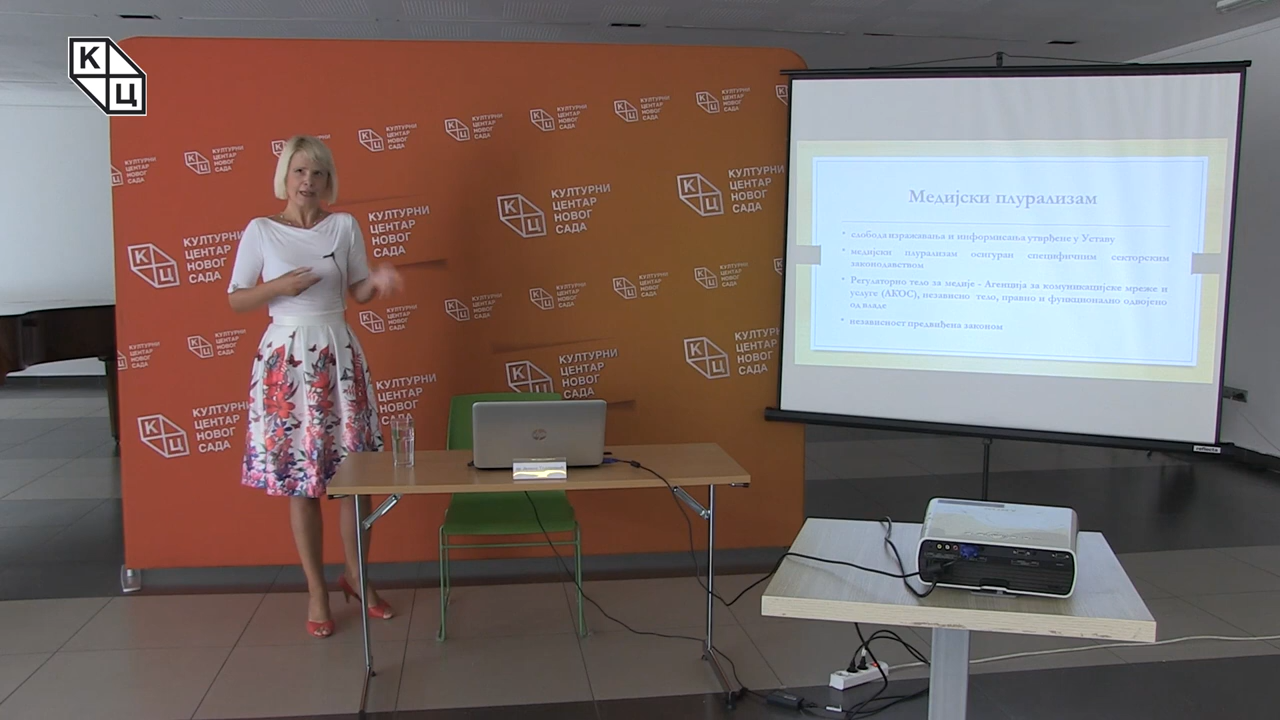 К
Ц
КУЛТУРНИ
ЦЕНТАР
НОВОГ
САДА
Медијски плурализам
слобода изражавања и информисања утврђене у Уставу
медијски плурализам осигуран специфичним секторским
законодавством
Регулаторно тело за медије - Агенција за комуникацијске мреже и
услуге (АКОС), независно тело, правно и функционално одвојено
од владе
независност предвиђена законом
reflecta